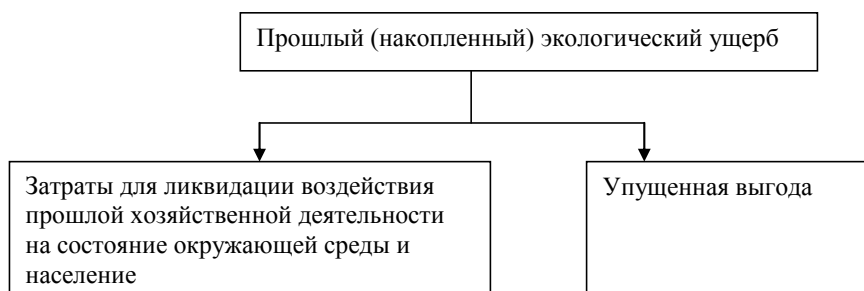 Прошлый (накопленный) экологический ущерб
Затраты для ликвидации воздействия
прошлой хозяйственной деятельности
на состояние окружающей среды и
население
Упущенная выгода